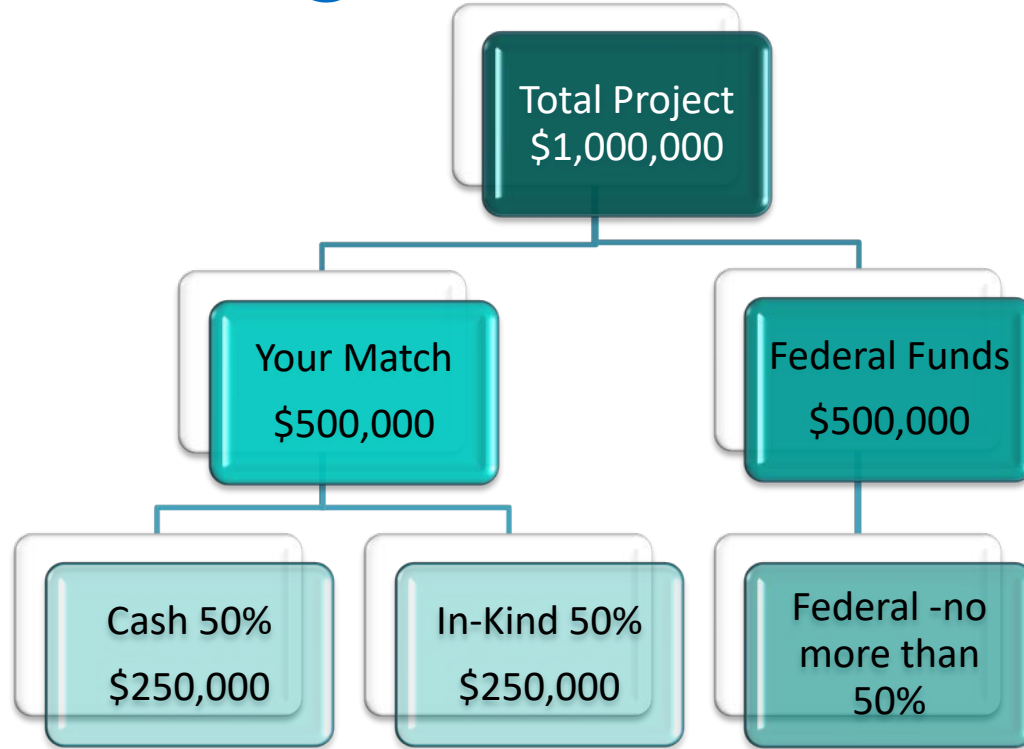 Total Project
$1,000,000
Your Match
$500,000
Federal Funds
$500,000
Cash 50%
$250,000
In-Kind 50%
$250,000
Federal -no
more than
50%